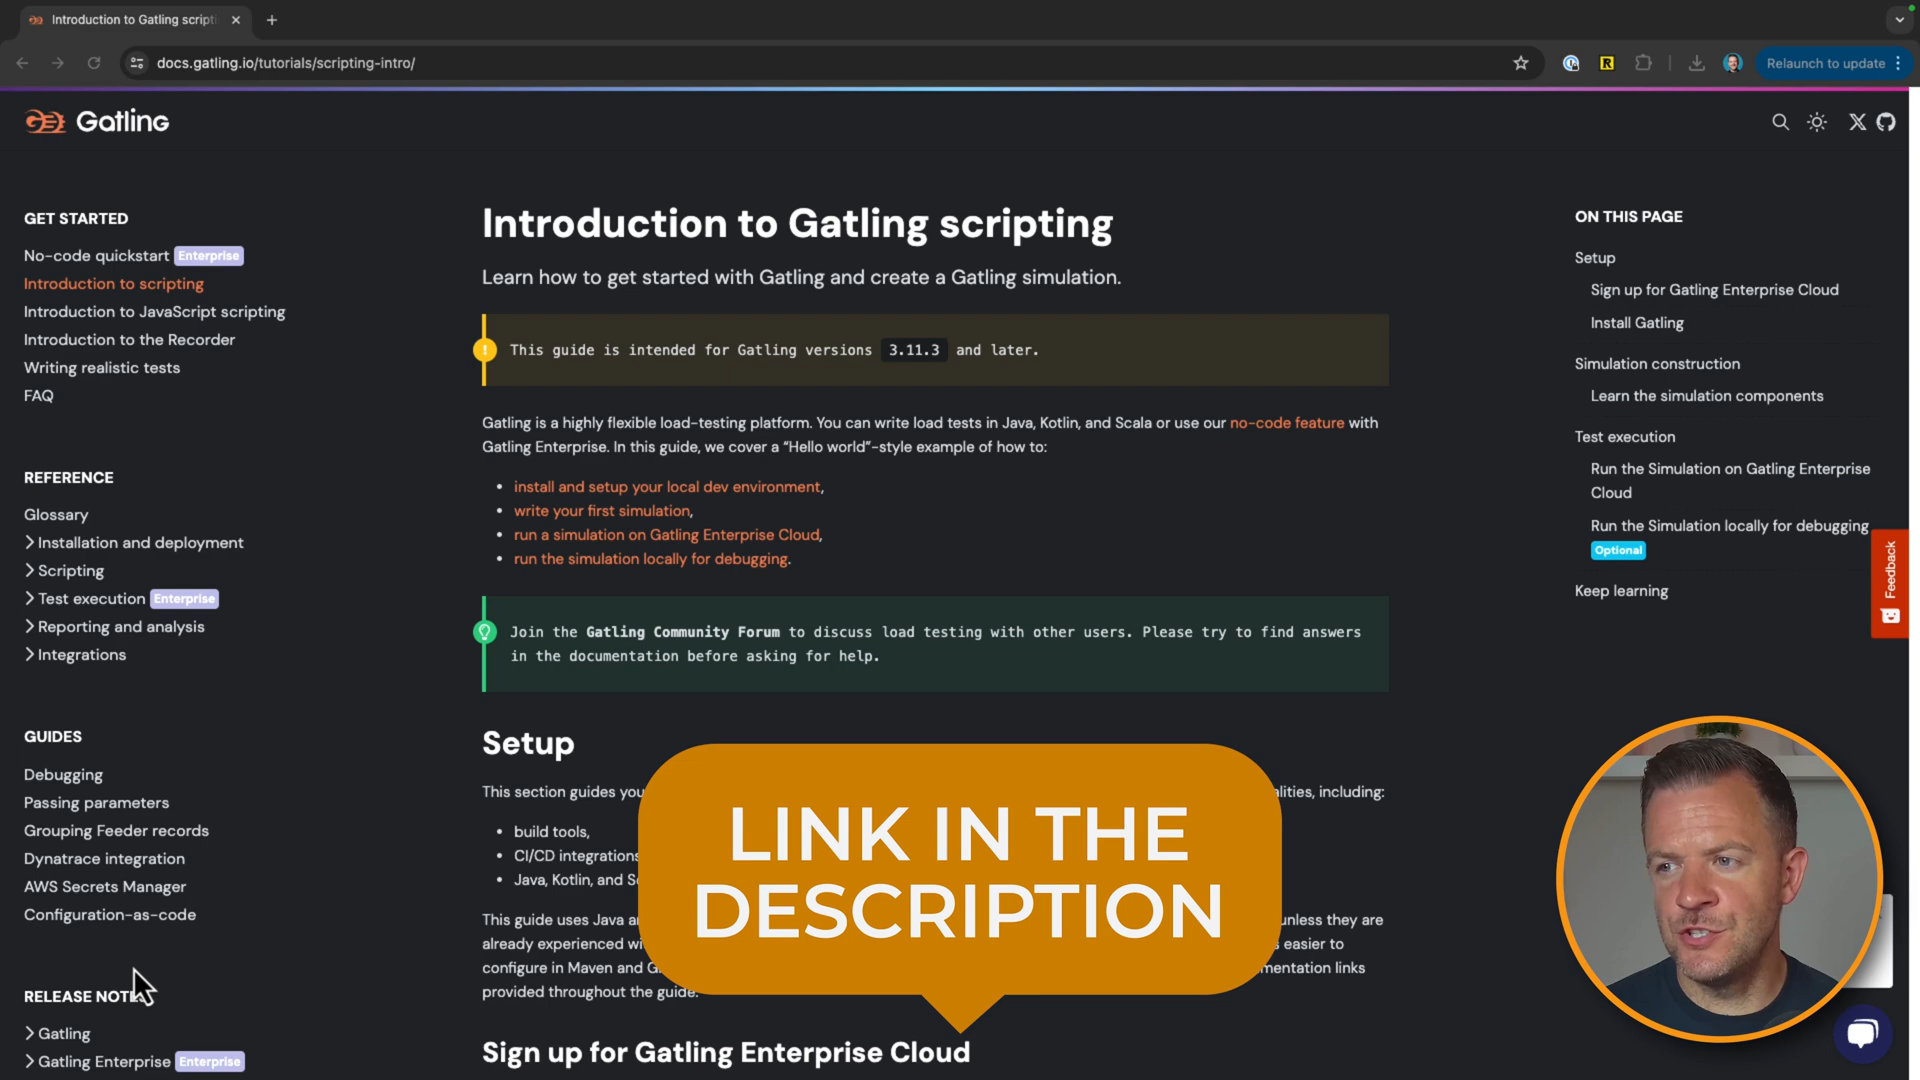 Introduction to Gatling scripti
docs.gatling.io/tutorials/scripting-intro/
Relaunch to update
Gatling
GET STARTED
No-code quickstart Enterprise
Introduction to scripting
Introduction to JavaScript scripting
Introduction to the Recorder
Writing realistic tests
FAQ
REFERENCE
Glossary
Installation and deployment
Scripting
Test execution Enterprise
Reporting and analysis
Integrations
GUIDES
Debugging
Passing parameters
Grouping Feeder records
Dynatrace integration
AWS Secrets Manager
Configuration-as-code
RELEASE NOT
Gatling
Gatling Enterprise Enterprise
Introduction to Gatling scripting
Learn how to get started with Gatling and create a Gatling simulation.
This guide is intended for Gatling versions 3.11.3 and later.
Gatling is a highly flexible load-testing platform. You can write load tests in Java, Kotlin, and Scala or use our no-code feature with
Gatling Enterprise. In this guide, we cover a “Hello world”-style example of how to:
• install and setup your local dev environment,
• write your first simulation,
• run a simulation on Gatling Enterprise Cloud,
• run the simulation locally for debugging.
Join the Gatling Community Forum to discuss load testing with other users. Please try to find answers
in the documentation before asking for help.
Setup
This section guides you alities, including:
• build tools,
• CI/CD integrations
• Java, Kotlin, and Sc
This guide uses Java an unless they are
already experienced wi s easier to
configure in Maven and G mentation links
provided throughout the guide.
LINK IN THE
DESCRIPTION
Sign up for Gatling Enterprise Cloud
ON THIS PAGE
Setup
Sign up for Gatling Enterprise Cloud
Install Gatling
Simulation construction
Learn the simulation components
Test execution
Run the Simulation on Gatling Enterprise
Cloud
Run the Simulation locally for debugging
Optional
Keep learning
Feedback